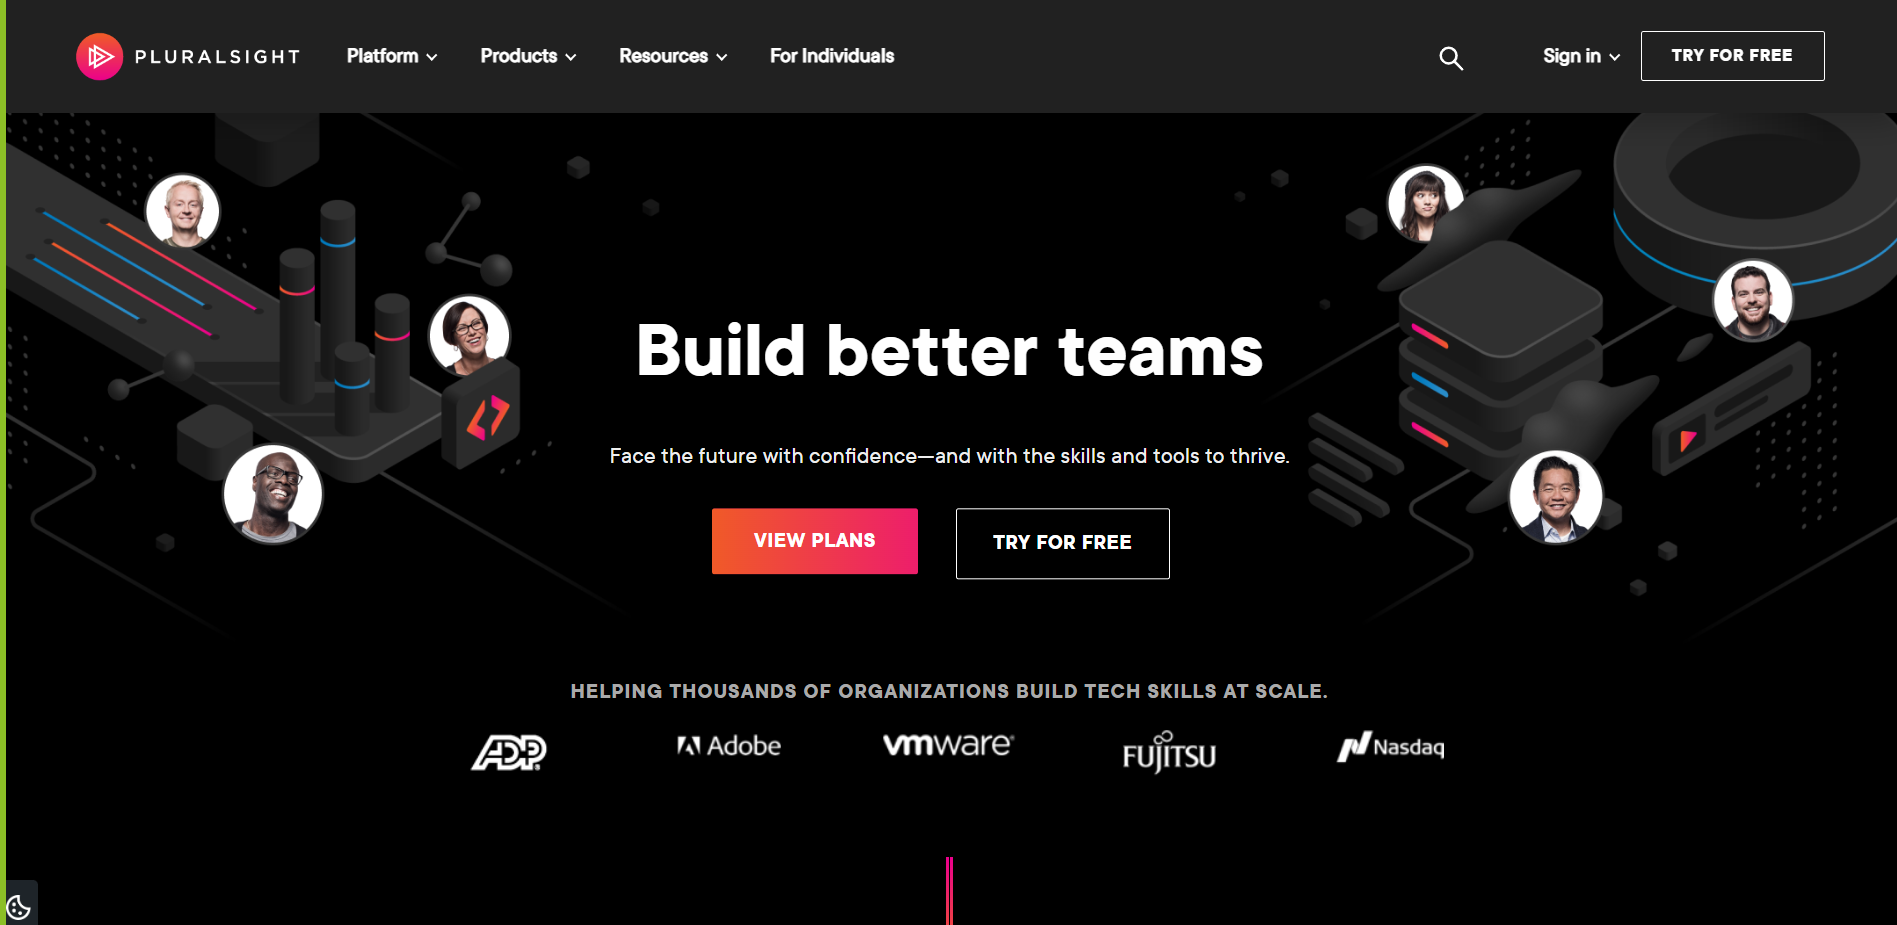 PLURALSIGHT Platform Products Resources For Individuals Sign in TRY FOR FREE
Build better teams
Face the future with confidence—and with the skills and tools to thrive.
VIEW PLANS TRY FOR FREE
HELPING THOUSANDS OF ORGANIZATIONS BUILD TECH SKILLS AT SCALE.
ADP Adobe vmware FUJITSU Nasdaq